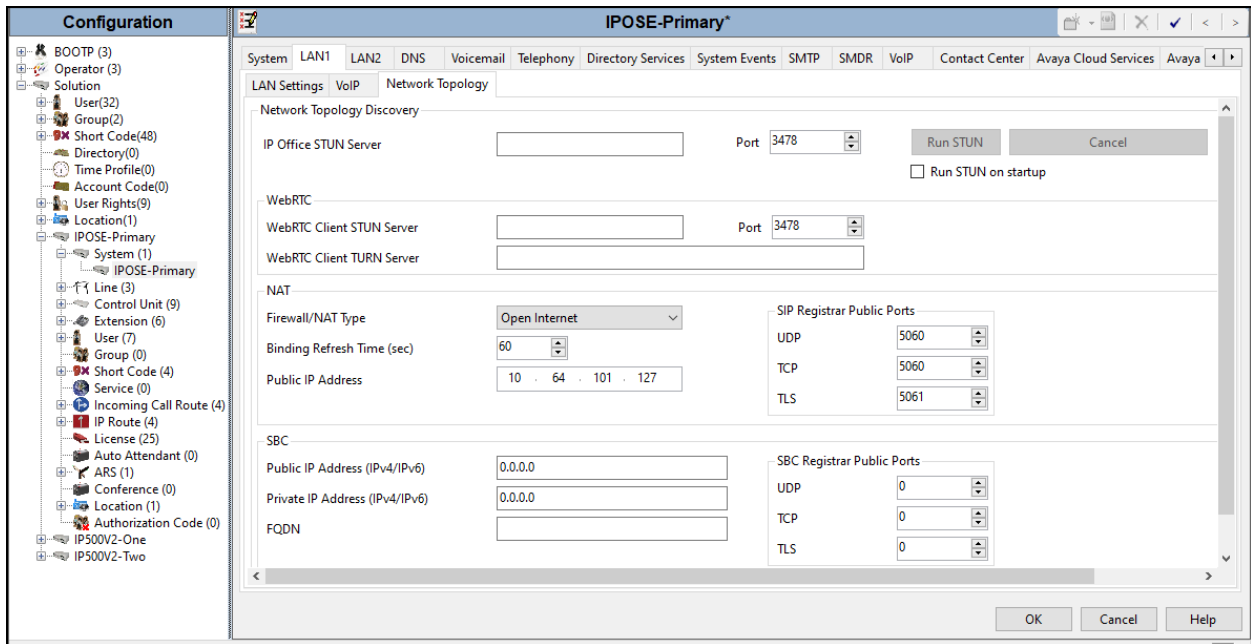 Configuration
BOOTP (3)
Operator (3)
Solution
User(32)
Group(2)
Short Code(48)
Directory(0)
Time Profile(0)
Account Code(0)
User Rights(9)
Location(1)
IPOSE-Primary
System (1)
IPOSE-Primary
Line (3)
Control Unit (9)
Extension (6)
User (7)
Group (0)
Short Code (4)
Service (0)
Incoming Call Route (4)
IP Route (4)
License (25)
Auto Attendant (0)
ARS (1)
Conference (0)
Location (1)
Authorization Code (0)
IP500V2-One
IP500V2-Two
IPOSE-Primary*
System LAN1 LAN2 DNS Voicemail Telephony Directory Services System Events SMTP SMDR VoIP Contact Center Avaya Cloud Services Avaya
LAN Settings VoIP Network Topology
Network Topology Discovery
IP Office STUN Server Port 3478 Run STUN Cancel
Run STUN on startup
WebRTC
WebRTC Client STUN Server Port 3478
WebRTC Client TURN Server
NAT
Firewall/NAT Type Open Internet
Binding Refresh Time (sec) 60
Public IP Address 10 . 64 . 101 . 127
SIP Registrar Public Ports
UDP 5060
TCP 5060
TLS 5061
SBC
Public IP Address (IPv4/IPv6) 0.0.0.0
Private IP Address (IPv4/IPv6) 0.0.0.0
FQDN
SBC Registrar Public Ports
UDP 0
TCP 0
TLS 0
OK Cancel Help